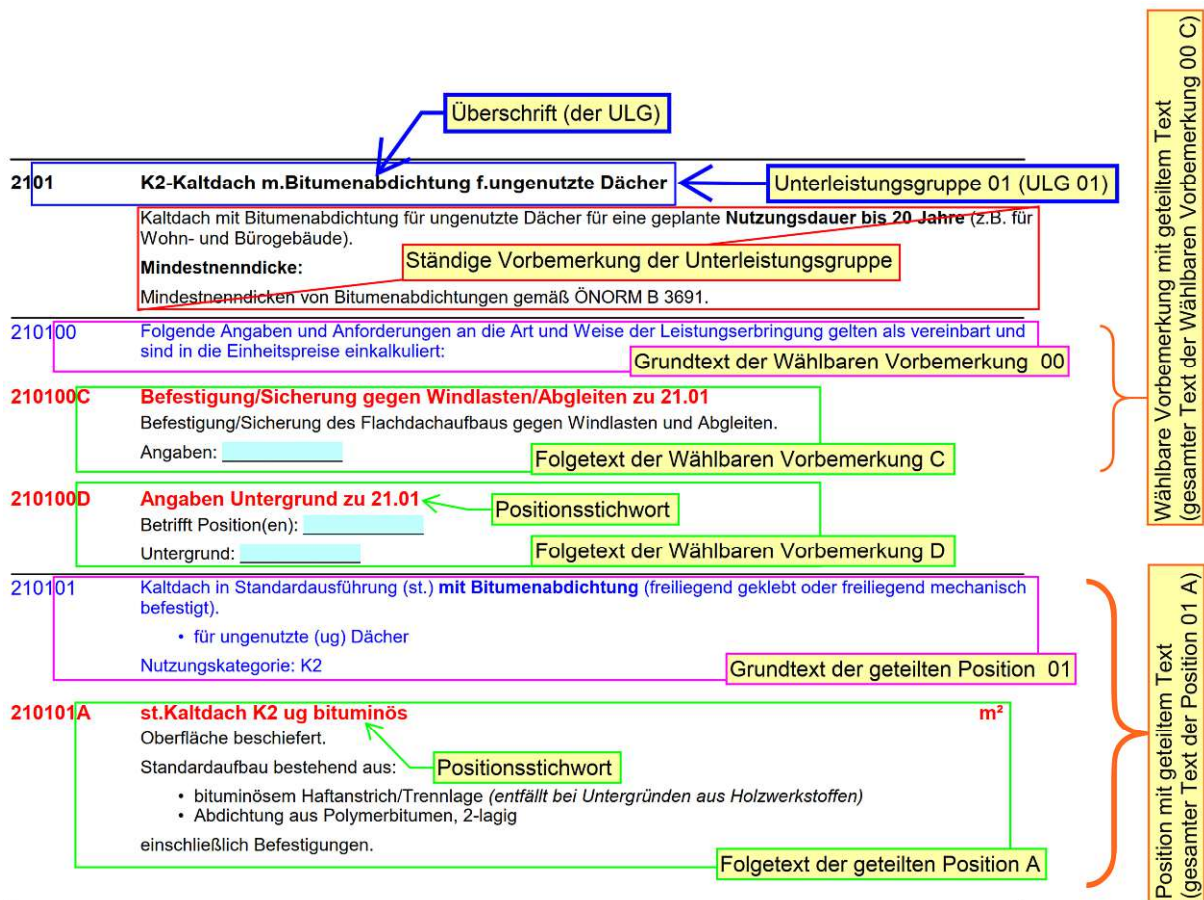 Überschrift (der ULG)
2101 K2-Kaltdach m.Bitumenabdichtung f.ungenutzte Dächer
Unterleistungsgruppe 01 (ULG 01)
Kaltdach mit Bitumenabdichtung für ungenutzte Dächer für eine geplante Nutzungsdauer bis 20 Jahre (z.B. für
Wohn- und Bürogebäude).
Ständige Vorbemerkung der Unterleistungsgruppe
Mindestnenndicke:
Mindestnenndicken von Bitumenabdichtungen gemäß ÖNORM B 3691.
210100 Folgende Angaben und Anforderungen an die Art und Weise der Leistungserbringung gelten als vereinbart und
sind in die Einheitspreise einkalkuliert:
Grundtext der Wählbaren Vorbemerkung 00
210100C Befestigung/Sicherung gegen Windlasten/Abgleiten zu 21.01
Befestigung/Sicherung des Flachdachaufbaus gegen Windlasten und Abgleiten.
Angaben:
Folgetext der Wählbaren Vorbemerkung C
Wählbare Vorbemerkung mit geteiltem Text
(gesamter Text der Wählbaren Vorbemerkung 00 C)
210100D Angaben Untergrund zu 21.01
Positionsstichwort
Betrifft Position(en):
Untergrund:
Folgetext der Wählbaren Vorbemerkung D
210101 Kaltdach in Standardausführung (st.) mit Bitumenabdichtung (freiliegend geklebt oder freiliegend mechanisch
befestigt).
• für ungenutzte (ug) Dächer
Nutzungskategorie: K2
Grundtext der geteilten Position 01
210101A st.Kaltdach K2 ug bituminös m²
Oberfläche beschiefert.
Standardaufbau bestehend aus:
Positionsstichwort
• bituminösem Haftanstrich/Trennlage (entfällt bei Untergründen aus Holzwerkstoffen)
• Abdichtung aus Polymerbitumen, 2-lagig
einschließlich Befestigungen.
Folgetext der geteilten Position A
Position mit geteiltem Text
(gesamter Text der Position 01 A)